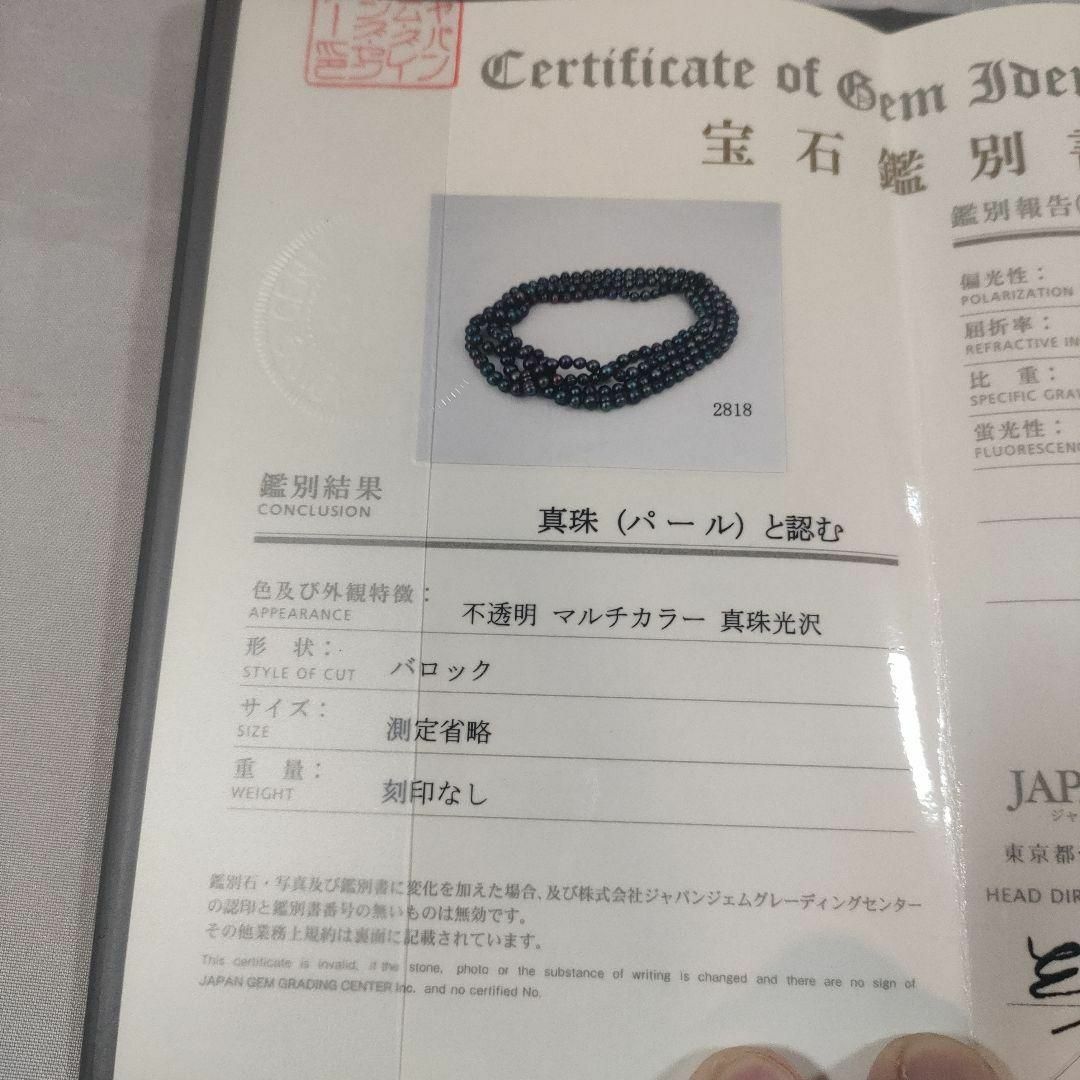 Certificate of Gem
宝石鑑別
2818
鑑別結果
CONCLUSION
真珠 (パール) と認む
色及び外観特徴：
APPEARANCE
不透明 マルチカラー 真珠光沢
形 状：
STYLE OF CUT
バロック
サイズ：
SIZE
測定省略
重 量：
WEIGHT
刻印なし
鑑別石・写真及び鑑別書に変化を加えた場合、及び株式会社ジャパンジェムグレーディングセンター
の認印と鑑別書番号の無いものは無効です。
その他業務上規約は裏面に記載されています。
This certificate is invalid, if the stone, photo or the substance of writing is changed and there are no sign of
JAPAN GEM GRADING CENTER Inc. and no certified No.
鑑別報告
偏光性：
POLARIZATION
屈折率：
REFRACTIVE IN
比 重：
SPECIFIC GRAV
蛍光性：
FLUORESCENC
JAP
ジャ
東京都
HEAD DIR